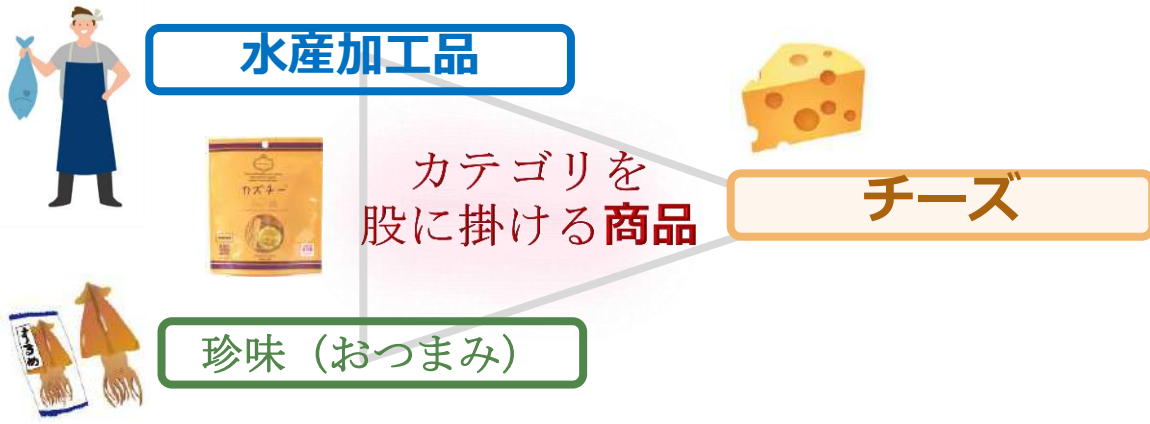 水産加工品
カズチー
カテゴリを
股に掛ける商品
チーズ
するめ
珍味（おつまみ）